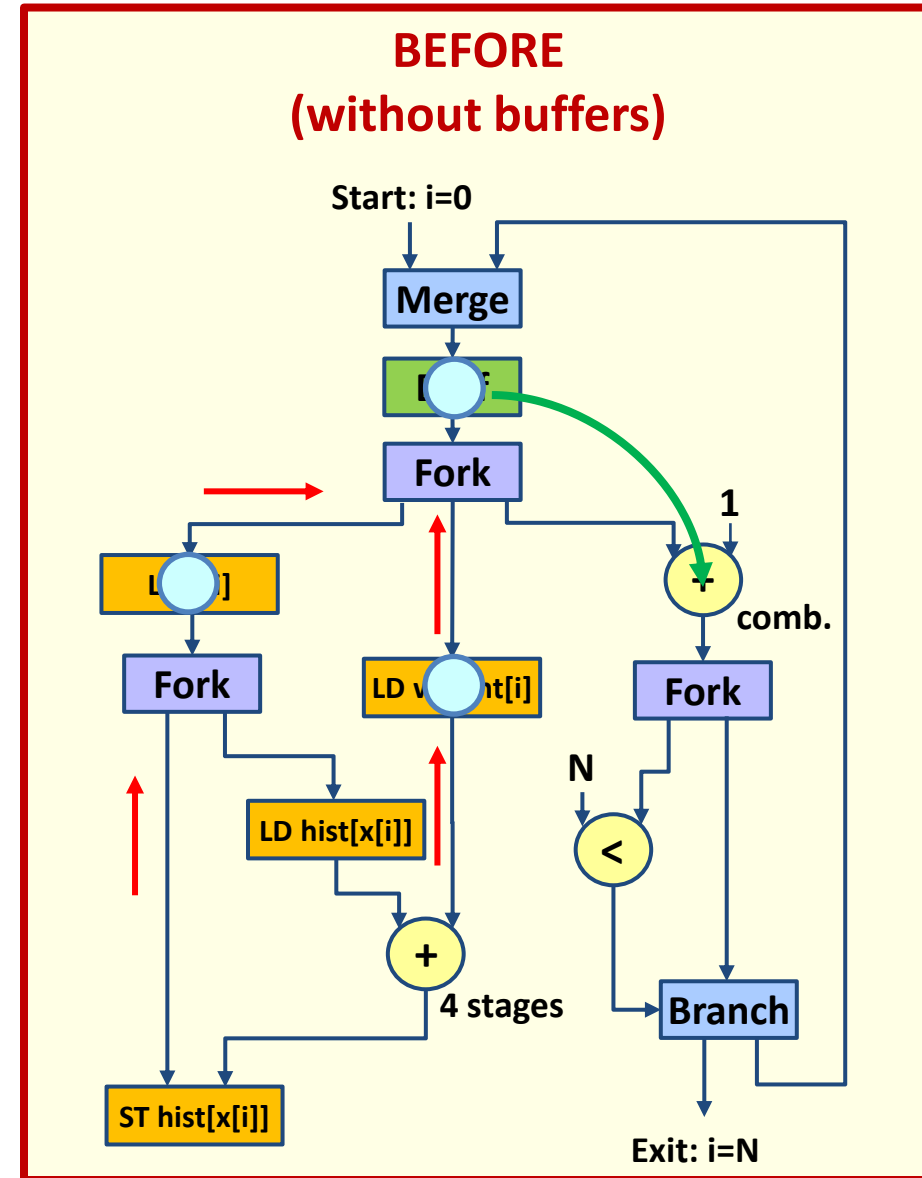 BEFORE
(without buffers)
Start: i=0
Merge
Fork
1
+
comb.
Fork
LD
Fork
N
LD hist[x[i]]
<
+
4 stages
Branch
ST hist[x[i]]
Exit: i=N